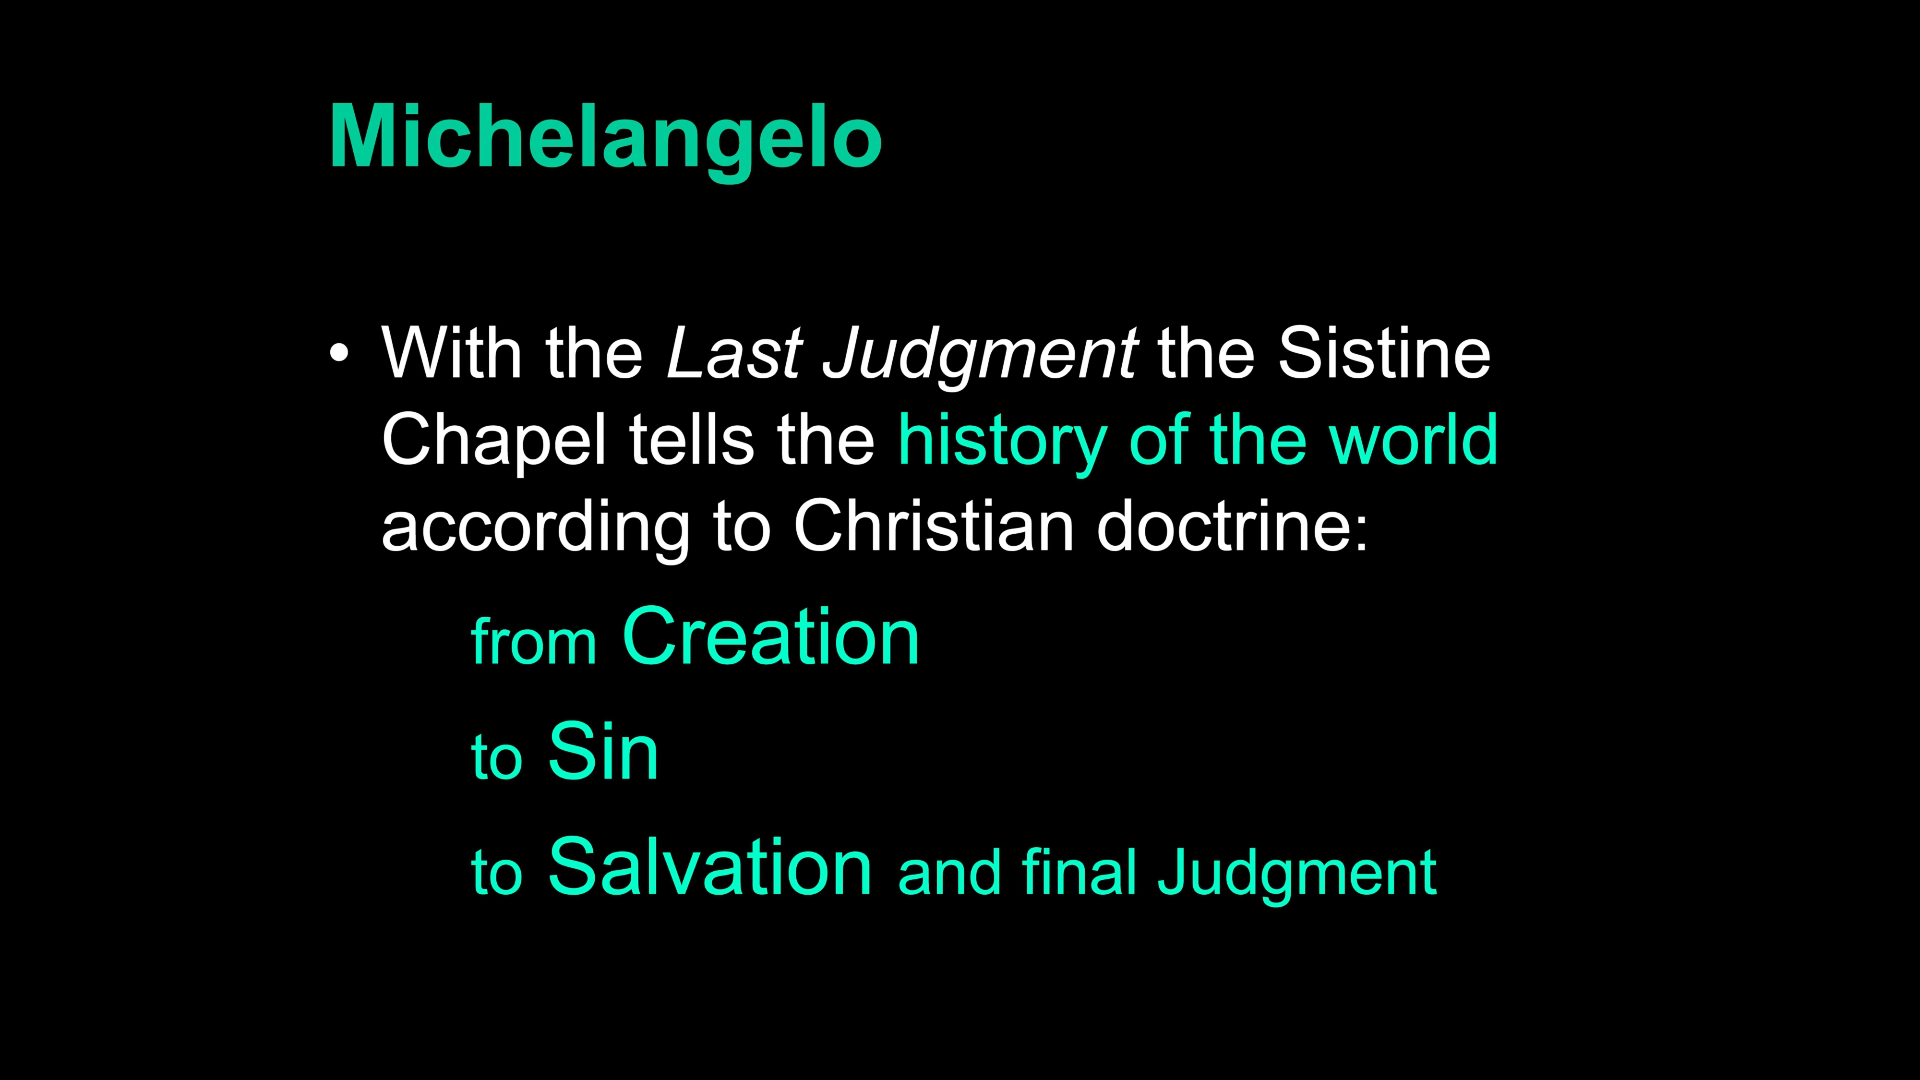 Michelangelo
• With the Last Judgment the Sistine
Chapel tells the history of the world
according to Christian doctrine:
from Creation
to Sin
to Salvation and final Judgment